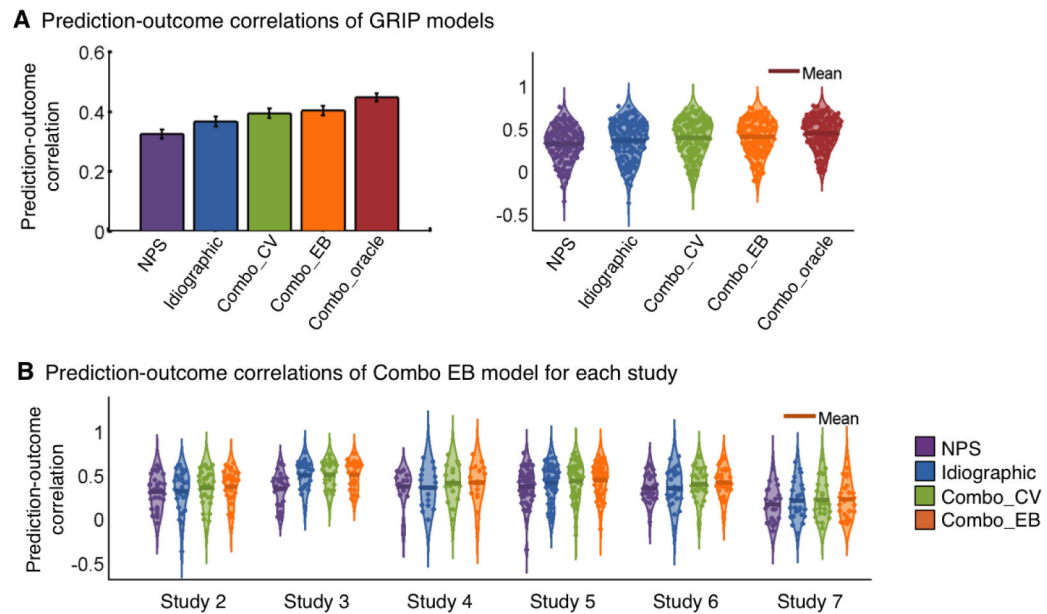 A Prediction-outcome correlations of GRIP models
Prediction-outcome
correlation
0.6
0.4
0.2
0
NPS
Idiographic
Combo_CV
Combo_EB
Combo_oracle
Mean
1
0.5
0
-0.5
NPS
Idiographic
Combo_CV
Combo_EB
Combo_oracle
B Prediction-outcome correlations of Combo EB model for each study
Prediction-outcome
correlation
1
0.5
0
-0.5
Mean
Study 2
Study 3
Study 4
Study 5
Study 6
Study 7
NPS
Idiographic
Combo_CV
Combo_EB